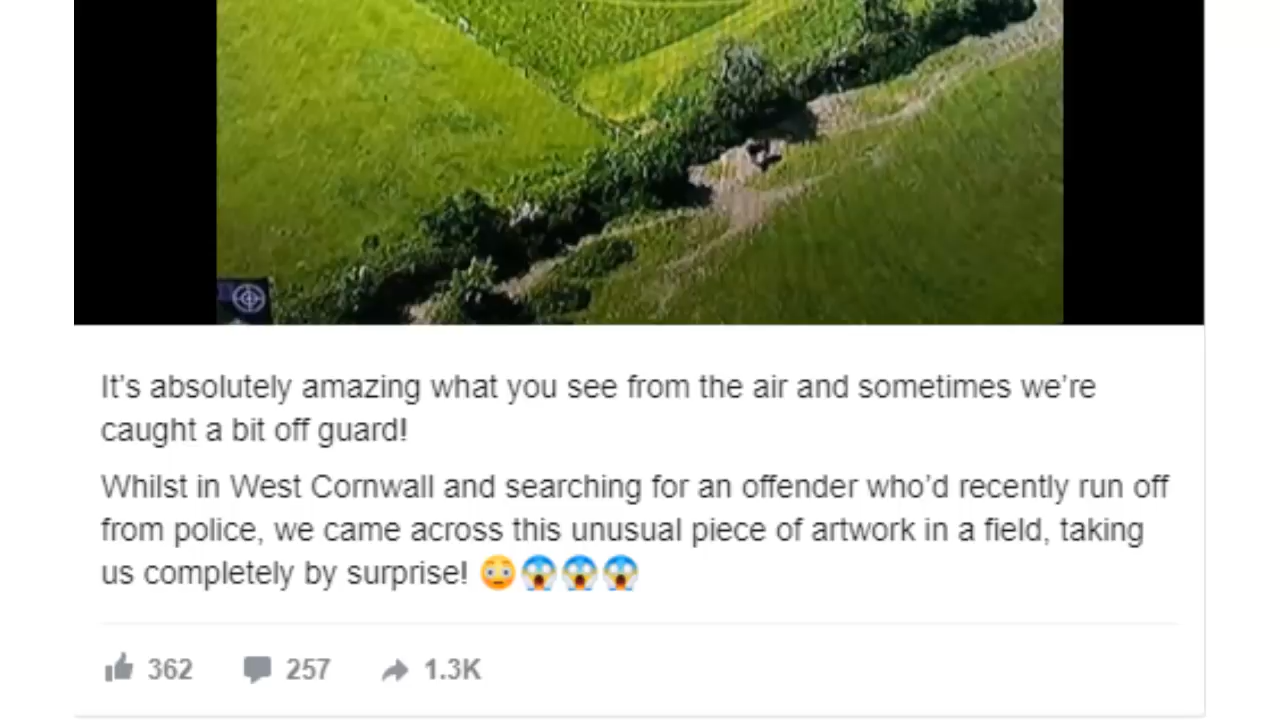 It's absolutely amazing what you see from the air and sometimes we're
caught a bit off guard!
Whilst in West Cornwall and searching for an offender who'd recently run off
from police, we came across this unusual piece of artwork in a field, taking
us completely by surprise! 😳😱😱😱
362 257 1.3K